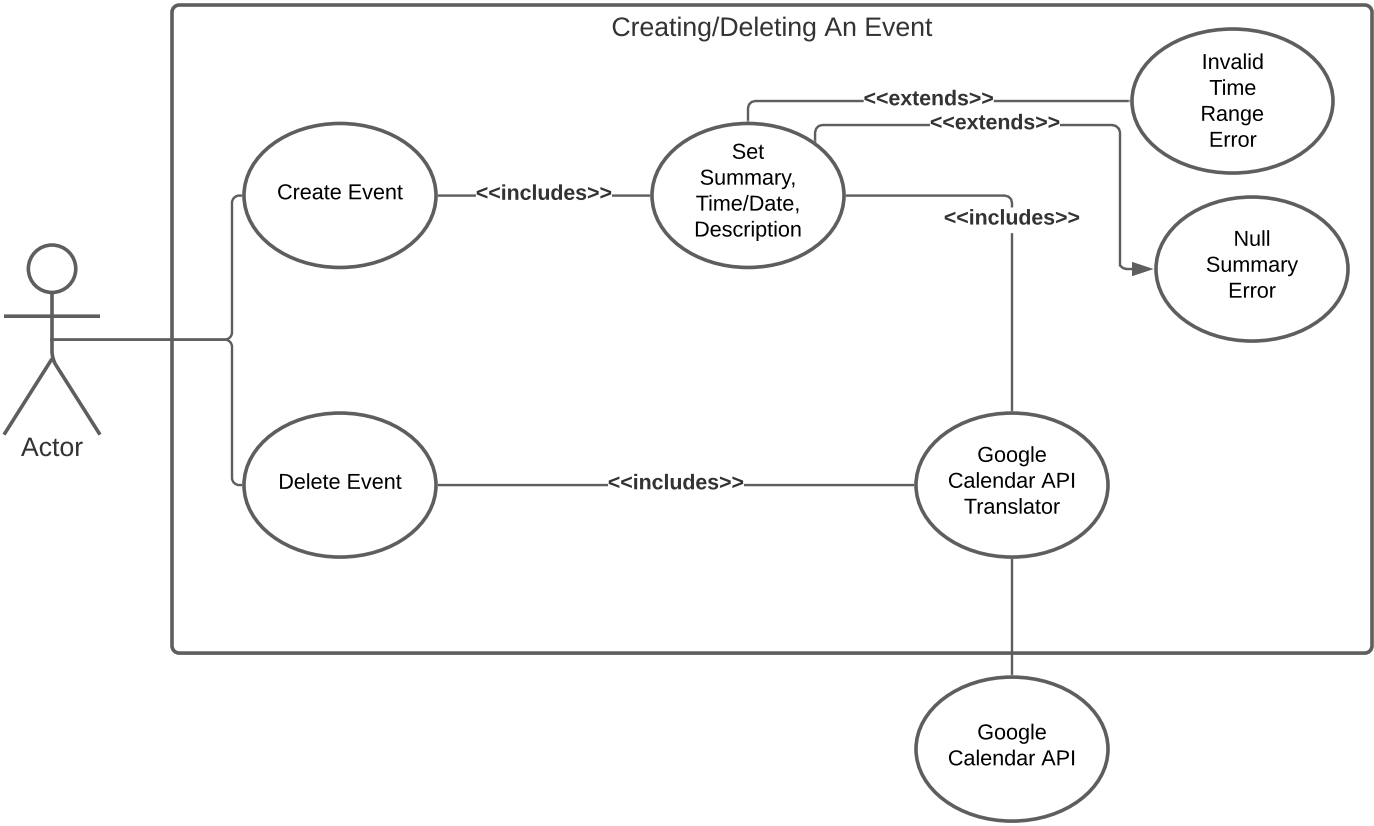 Creating/Deleting An Event
Invalid
Time
Range
Error
<<extends>>
<<extends>>
Set
Summary,
Time/Date,
Description
Create Event
<<includes>>
<<includes>>
Null
Summary
Error
Actor
Delete Event
<<includes>>
Google
Calendar API
Translator
Google
Calendar API